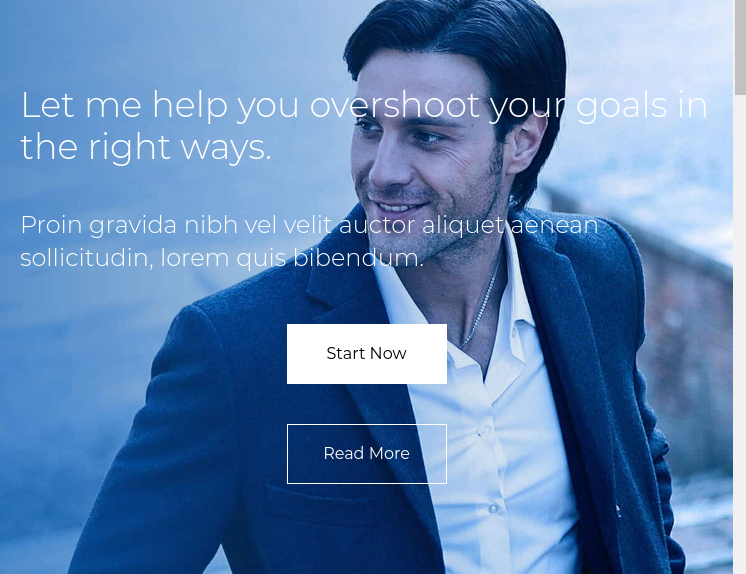 Let me help you overshoot your goals in
the right ways.
Proin gravida nibh vel velit auctor aliquet aenean
sollicitudin, lorem quis bibendum.
Start Now
Read More